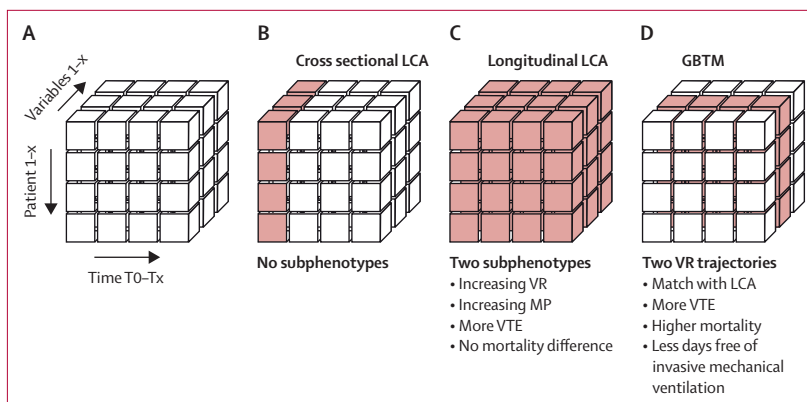 A
Variables 1–x
Patient 1–x
Time T0–Tx
B
Cross sectional LCA
No subphenotypes
C
Longitudinal LCA
Two subphenotypes
• Increasing VR
• Increasing MP
• More VTE
• No mortality difference
D
GBTM
Two VR trajectories
• Match with LCA
• More VTE
• Higher mortality
• Less days free of
invasive mechanical
ventilation